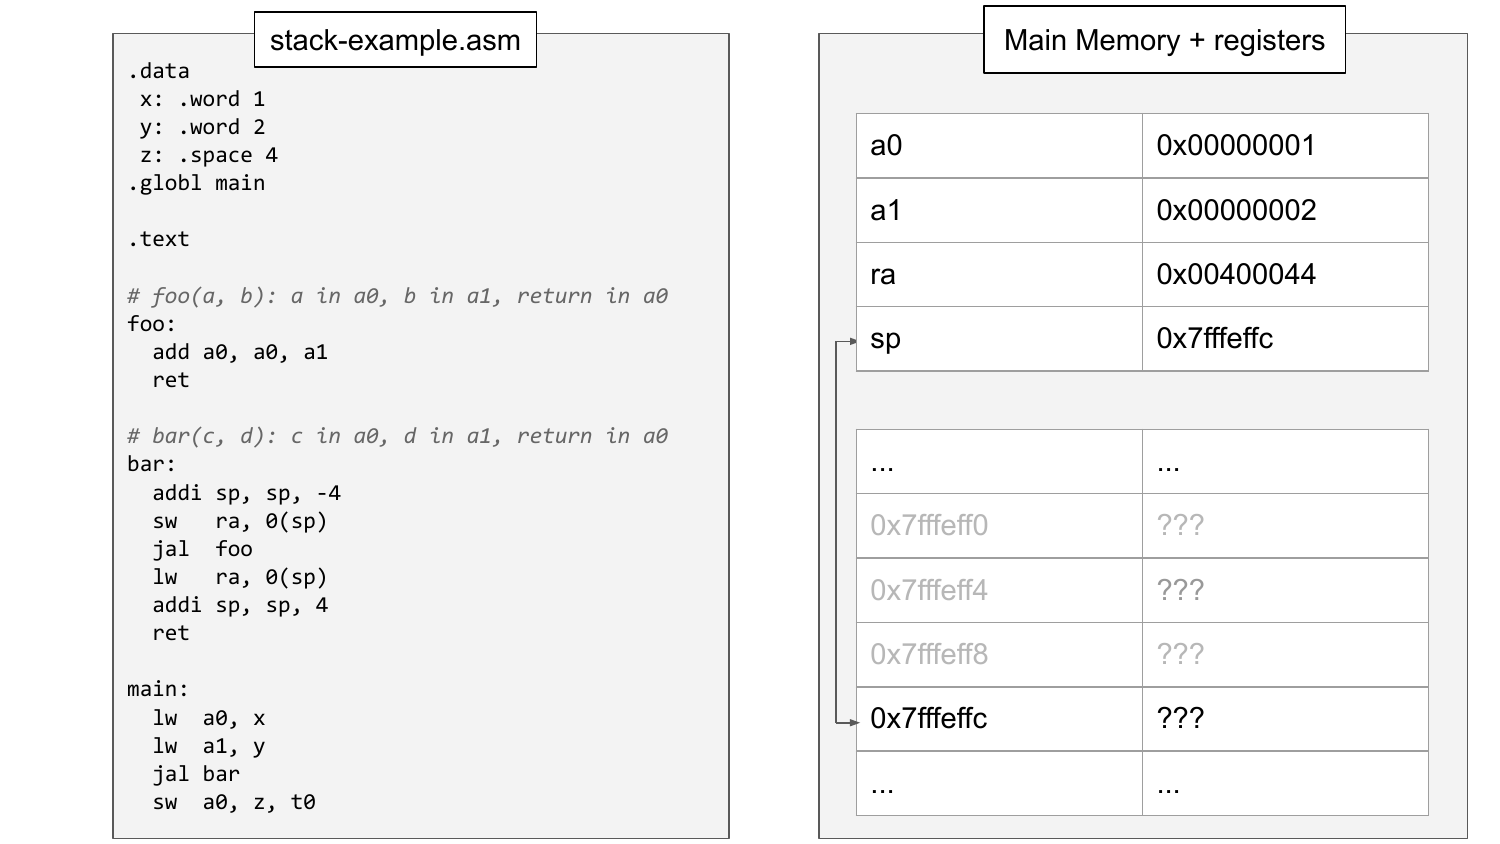 stack-example.asm
.data
 x: .word 1
 y: .word 2
 z: .space 4
.globl main

.text

# foo(a, b): a in a0, b in a1, return in a0
foo:
  add a0, a0, a1
  ret

# bar(c, d): c in a0, d in a1, return in a0
bar:
  addi sp, sp, -4
  sw   ra, 0(sp)
  jal  foo
  lw   ra, 0(sp)
  addi sp, sp, 4
  ret

main:
  lw  a0, x
  lw  a1, y
  jal bar
  sw  a0, z, t0
Main Memory + registers
a0 0x00000001
a1 0x00000002
ra 0x00400044
sp 0x7fffeffc
... ...
0x7fffeff0 ???
0x7fffeff4 ???
0x7fffeff8 ???
0x7fffeffc ???
... ...